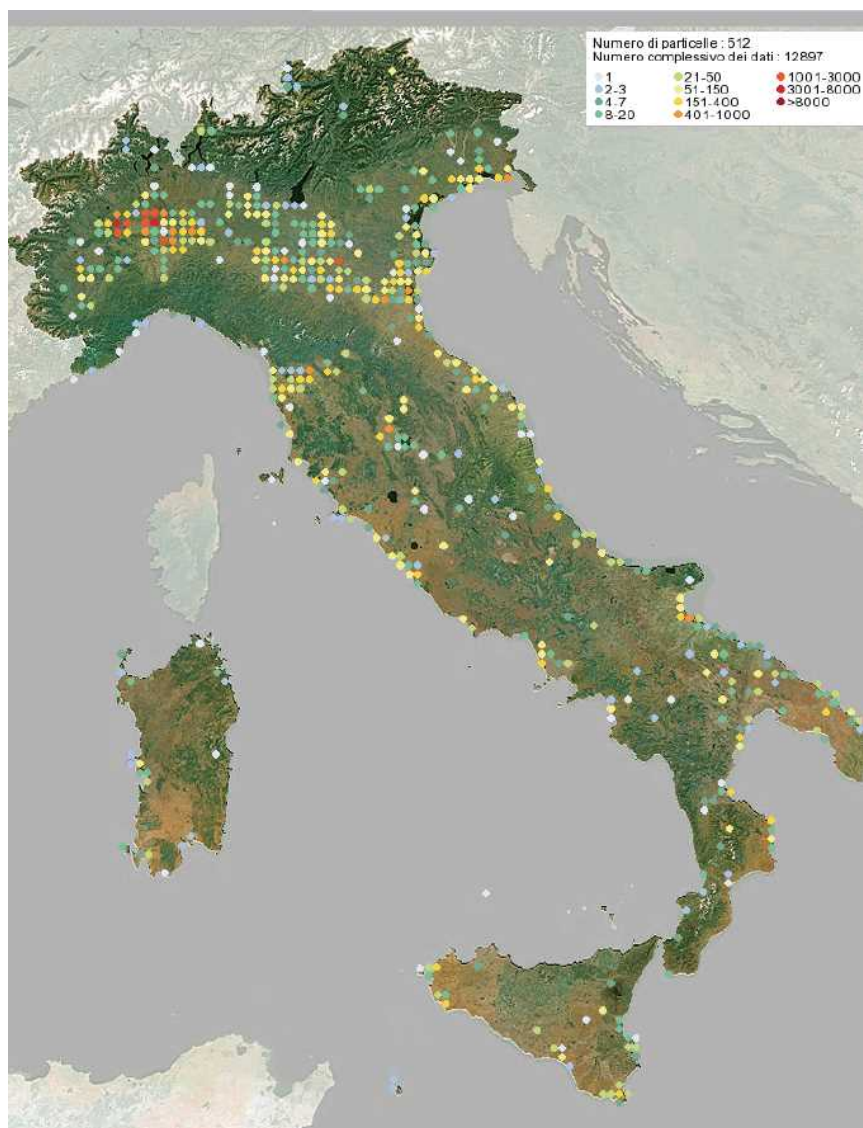 Numero di particelle : 512
Numero complessivo dei dati : 12897
1 21-50 1001-3000
2-3 51-150 3001-8000
4-7 151-400 >8000
8-20 401-1000